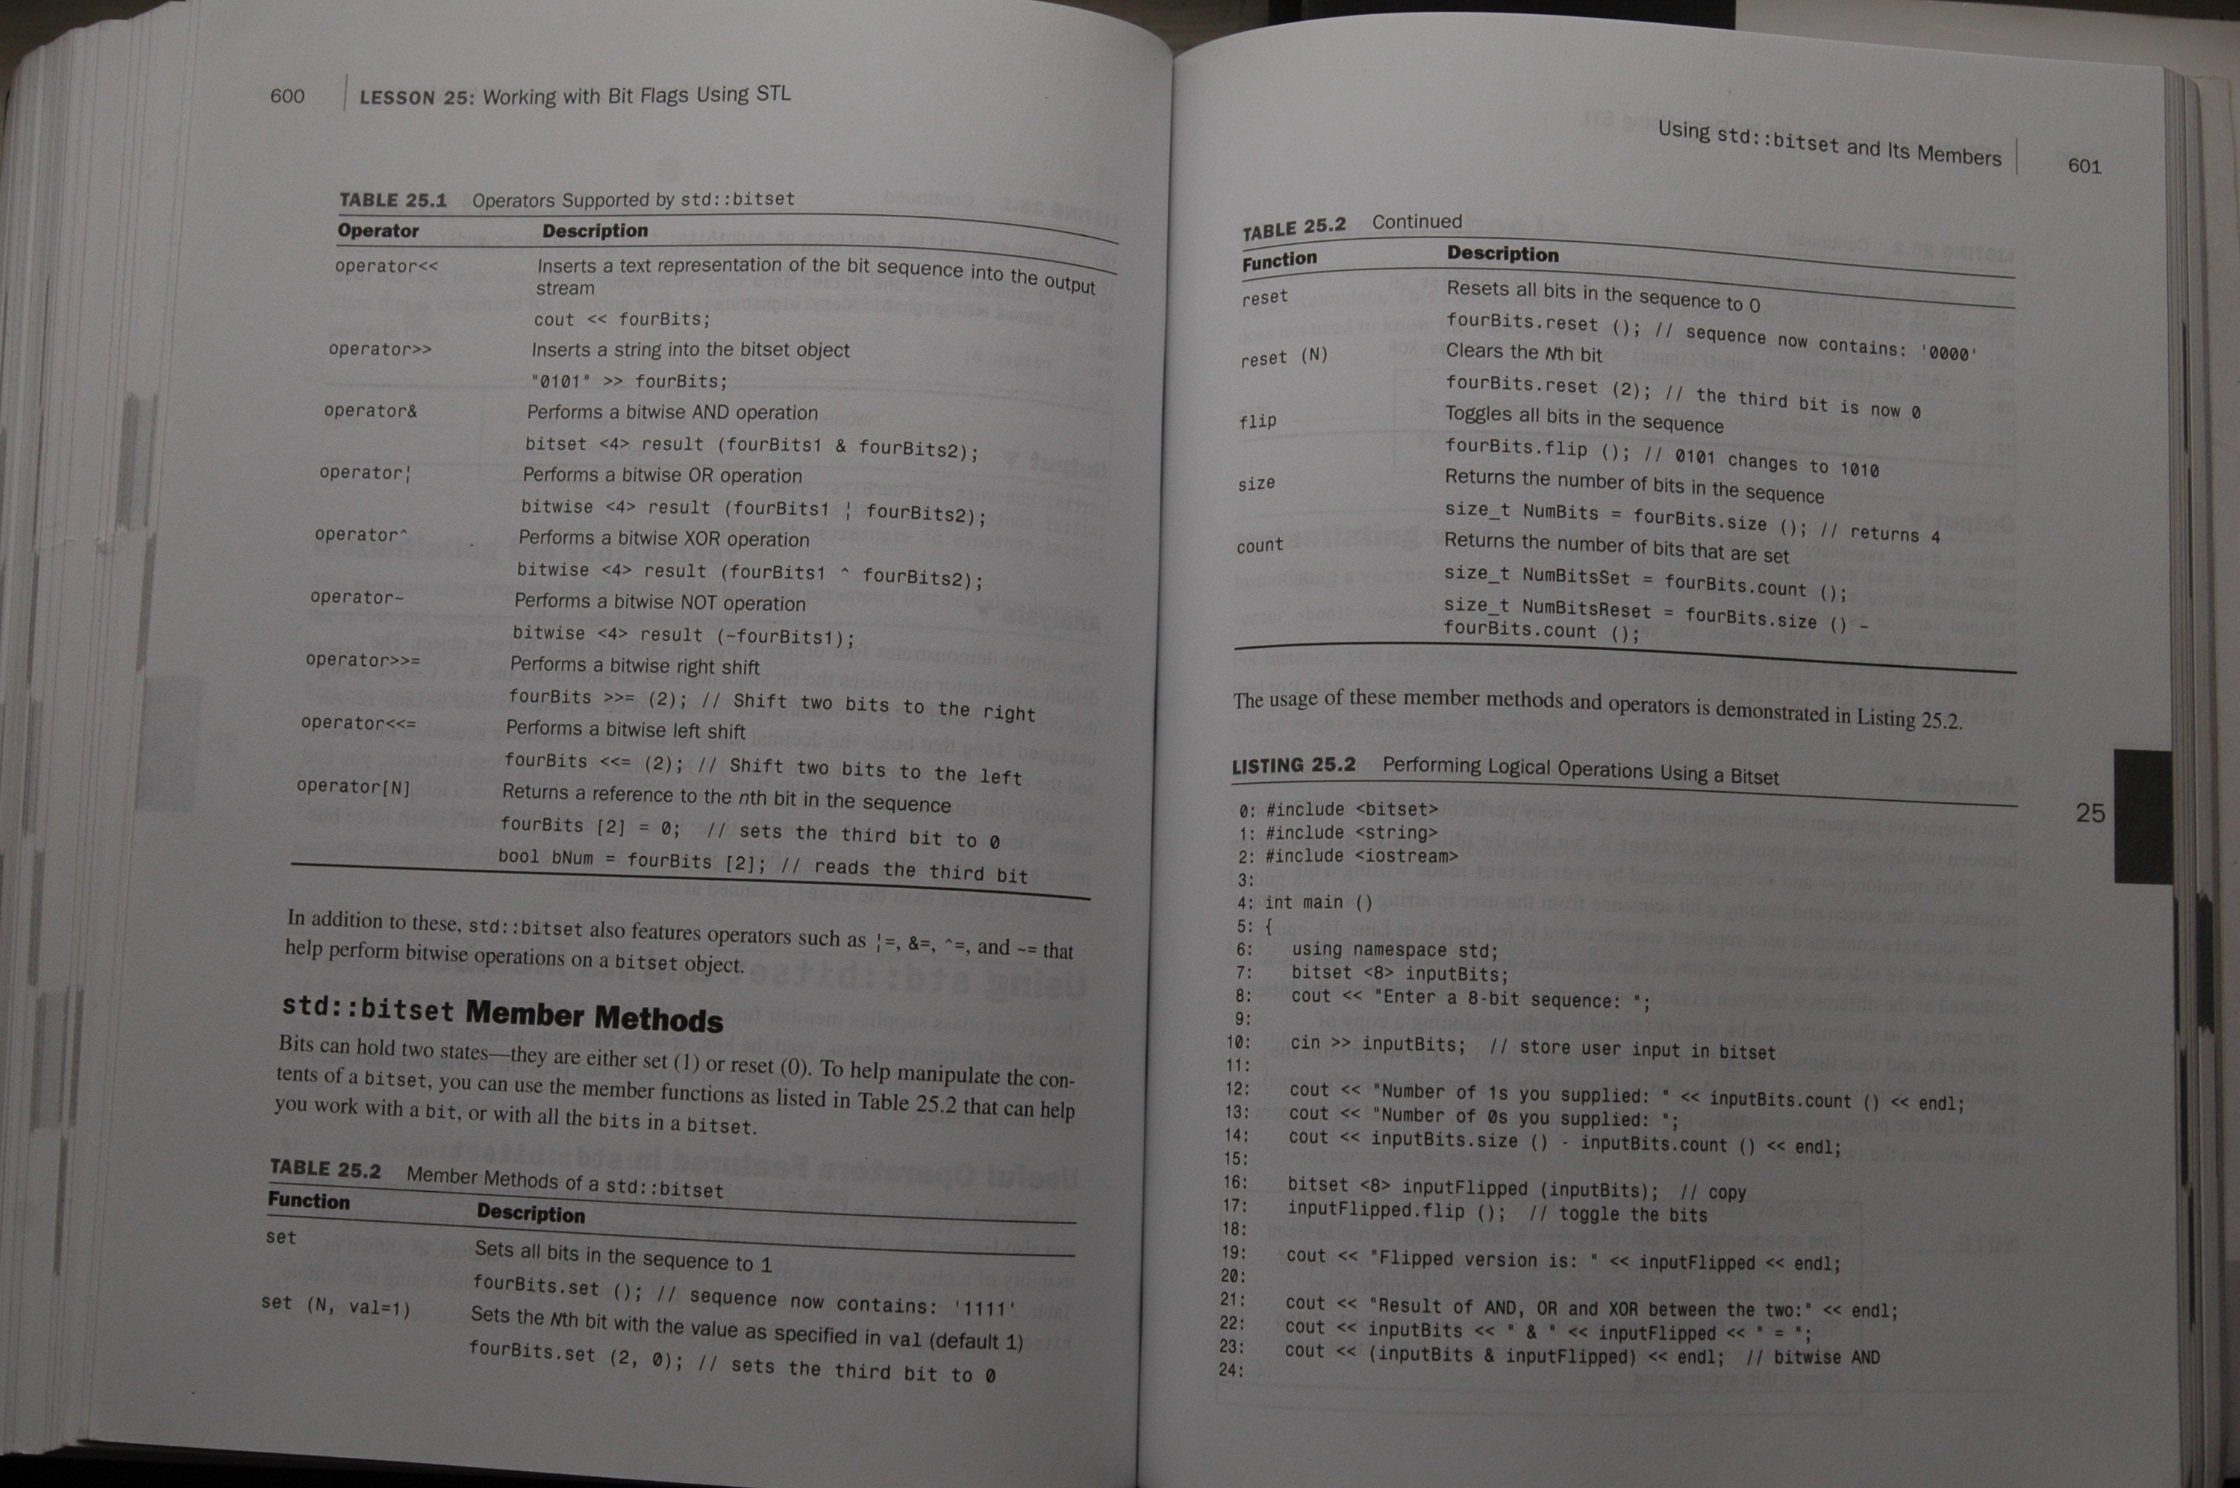 600 LESSON 25: Working with Bit Flags Using STL
TABLE 25.1 Operators Supported by std::bitset
Operator Description
operator<< Inserts a text representation of the bit sequence into the output
stream
cout << fourBits;
operator>> Inserts a string into the bitset object
"0101" >> fourBits;
operator& Performs a bitwise AND operation
bitset <4> result (fourBits1 & fourBits2);
operator¦ Performs a bitwise OR operation
bitwise <4> result (fourBits1 ¦ fourBits2);
operator^ Performs a bitwise XOR operation
bitwise <4> result (fourBits1 ^ fourBits2);
operator~ Performs a bitwise NOT operation
bitwise <4> result (~fourBits1);
operator>>= Performs a bitwise right shift
fourBits >>= (2); // Shift two bits to the right
operator<<= Performs a bitwise left shift
fourBits <<= (2); // Shift two bits to the left
operator[N] Returns a reference to the nth bit in the sequence
fourBits [2] = 0; // sets the third bit to 0
bool bNum = fourBits [2]; // reads the third bit
In addition to these, std::bitset also features operators such as ¦=, &=, ^=, and ~= that
help perform bitwise operations on a bitset object.
std::bitset Member Methods
Bits can hold two states—they are either set (1) or reset (0). To help manipulate the con-
tents of a bitset, you can use the member functions as listed in Table 25.2 that can help
you work with a bit, or with all the bits in a bitset.
TABLE 25.2 Member Methods of a std::bitset
Function Description
set Sets all bits in the sequence to 1
fourBits.set (); // sequence now contains: '1111'
set (N, val=1) Sets the Nth bit with the value as specified in val (default 1)
fourBits.set (2, 0); // sets the third bit to 0
Using std::bitset and Its Members 601
TABLE 25.2 Continued
Function Description
reset Resets all bits in the sequence to 0
fourBits.reset (); // sequence now contains: '0000'
reset (N) Clears the Nth bit
fourBits.reset (2); // the third bit is now 0
flip Toggles all bits in the sequence
fourBits.flip (); // 0101 changes to 1010
size Returns the number of bits in the sequence
size_t NumBits = fourBits.size (); // returns 4
count Returns the number of bits that are set
size_t NumBitsSet = fourBits.count ();
size_t NumBitsReset = fourBits.size () -
fourBits.count ();
The usage of these member methods and operators is demonstrated in Listing 25.2.
LISTING 25.2 Performing Logical Operations Using a Bitset
0: #include <bitset>
1: #include <string>
2: #include <iostream>
3:
4: int main ()
5: {
6: using namespace std;
7: bitset <8> inputBits;
8: cout << "Enter a 8-bit sequence: ";
9:
10: cin >> inputBits; // store user input in bitset
11:
12: cout << "Number of 1s you supplied: " << inputBits.count () << endl;
13: cout << "Number of 0s you supplied: ";
14: cout << inputBits.size () - inputBits.count () << endl;
15:
16: bitset <8> inputFlipped (inputBits); // copy
17: inputFlipped.flip (); // toggle the bits
18:
19: cout << "Flipped version is: " << inputFlipped << endl;
20:
21: cout << "Result of AND, OR and XOR between the two:" << endl;
22: cout << inputBits << " & " << inputFlipped << " = ";
23: cout << (inputBits & inputFlipped) << endl; // bitwise AND
24:
25